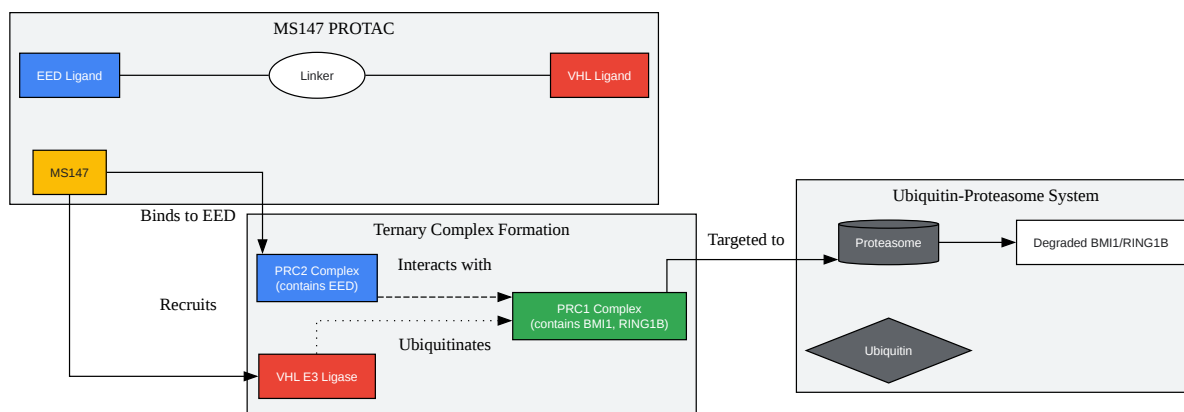 MS147 PROTAC
EED Ligand
Linker
VHL Ligand
MS147
Binds to EED
Recruits
Ternary Complex Formation
PRC2 Complex
(contains EED)
Interacts with
PRC1 Complex
(contains BMI1, RING1B)
Ubiquitinates
VHL E3 Ligase
Targeted to
Ubiquitin-Proteasome System
Proteasome
Degraded BMI1/RING1B
Ubiquitin